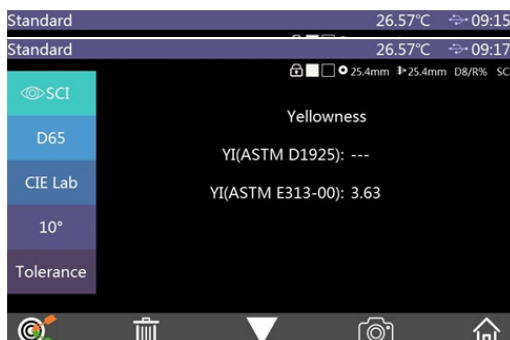 Standard 26.57℃ 09:15
Standard 26.57℃ 09:17
25.4mm 25.4mm D8/R% SC
SCI
Yellowness
D65
YI(ASTM D1925): ---
CIE Lab
YI(ASTM E313-00): 3.63
10°
Tolerance